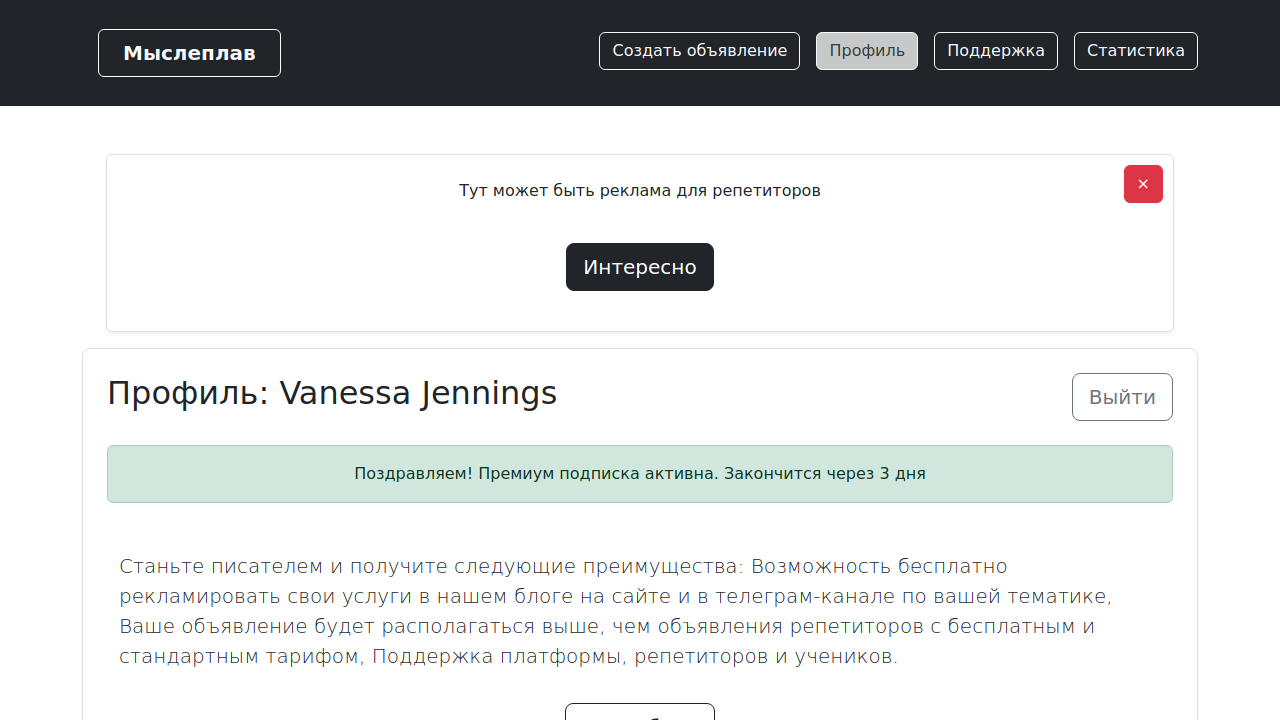 Мыслеплав
Создать объявление
Профиль
Поддержка
Статистика
Тут может быть реклама для репетиторов
×
Интересно
Профиль: Vanessa Jennings
Выйти
Поздравляем! Премиум подписка активна. Закончится через 3 дня
Станьте писателем и получите следующие преимущества: Возможность бесплатно
рекламировать свои услуги в нашем блоге на сайте и в телеграм-канале по вашей тематике,
Ваше объявление будет располагаться выше, чем объявления репетиторов с бесплатным и
стандартным тарифом, Поддержка платформы, репетиторов и учеников.